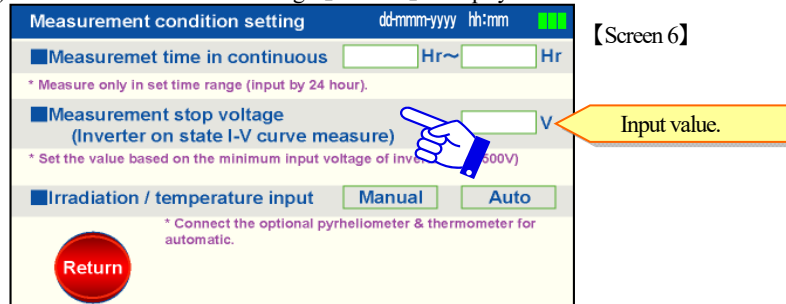 Measurement condition setting dd-mmm-yyyy hh:mm
【Screen 6】
■Measuremet time in continuous Hr～ Hr
* Measure only in set time range (input by 24 hour).
■Measurement stop voltage V
(Inverter on state I-V curve measure)
Input value.
* Set the value based on the minimum input voltage of 500V)
■Irradiation / temperature input Manual Auto
* Connect the optional pyrheliometer & thermometer for
automatic.
Return